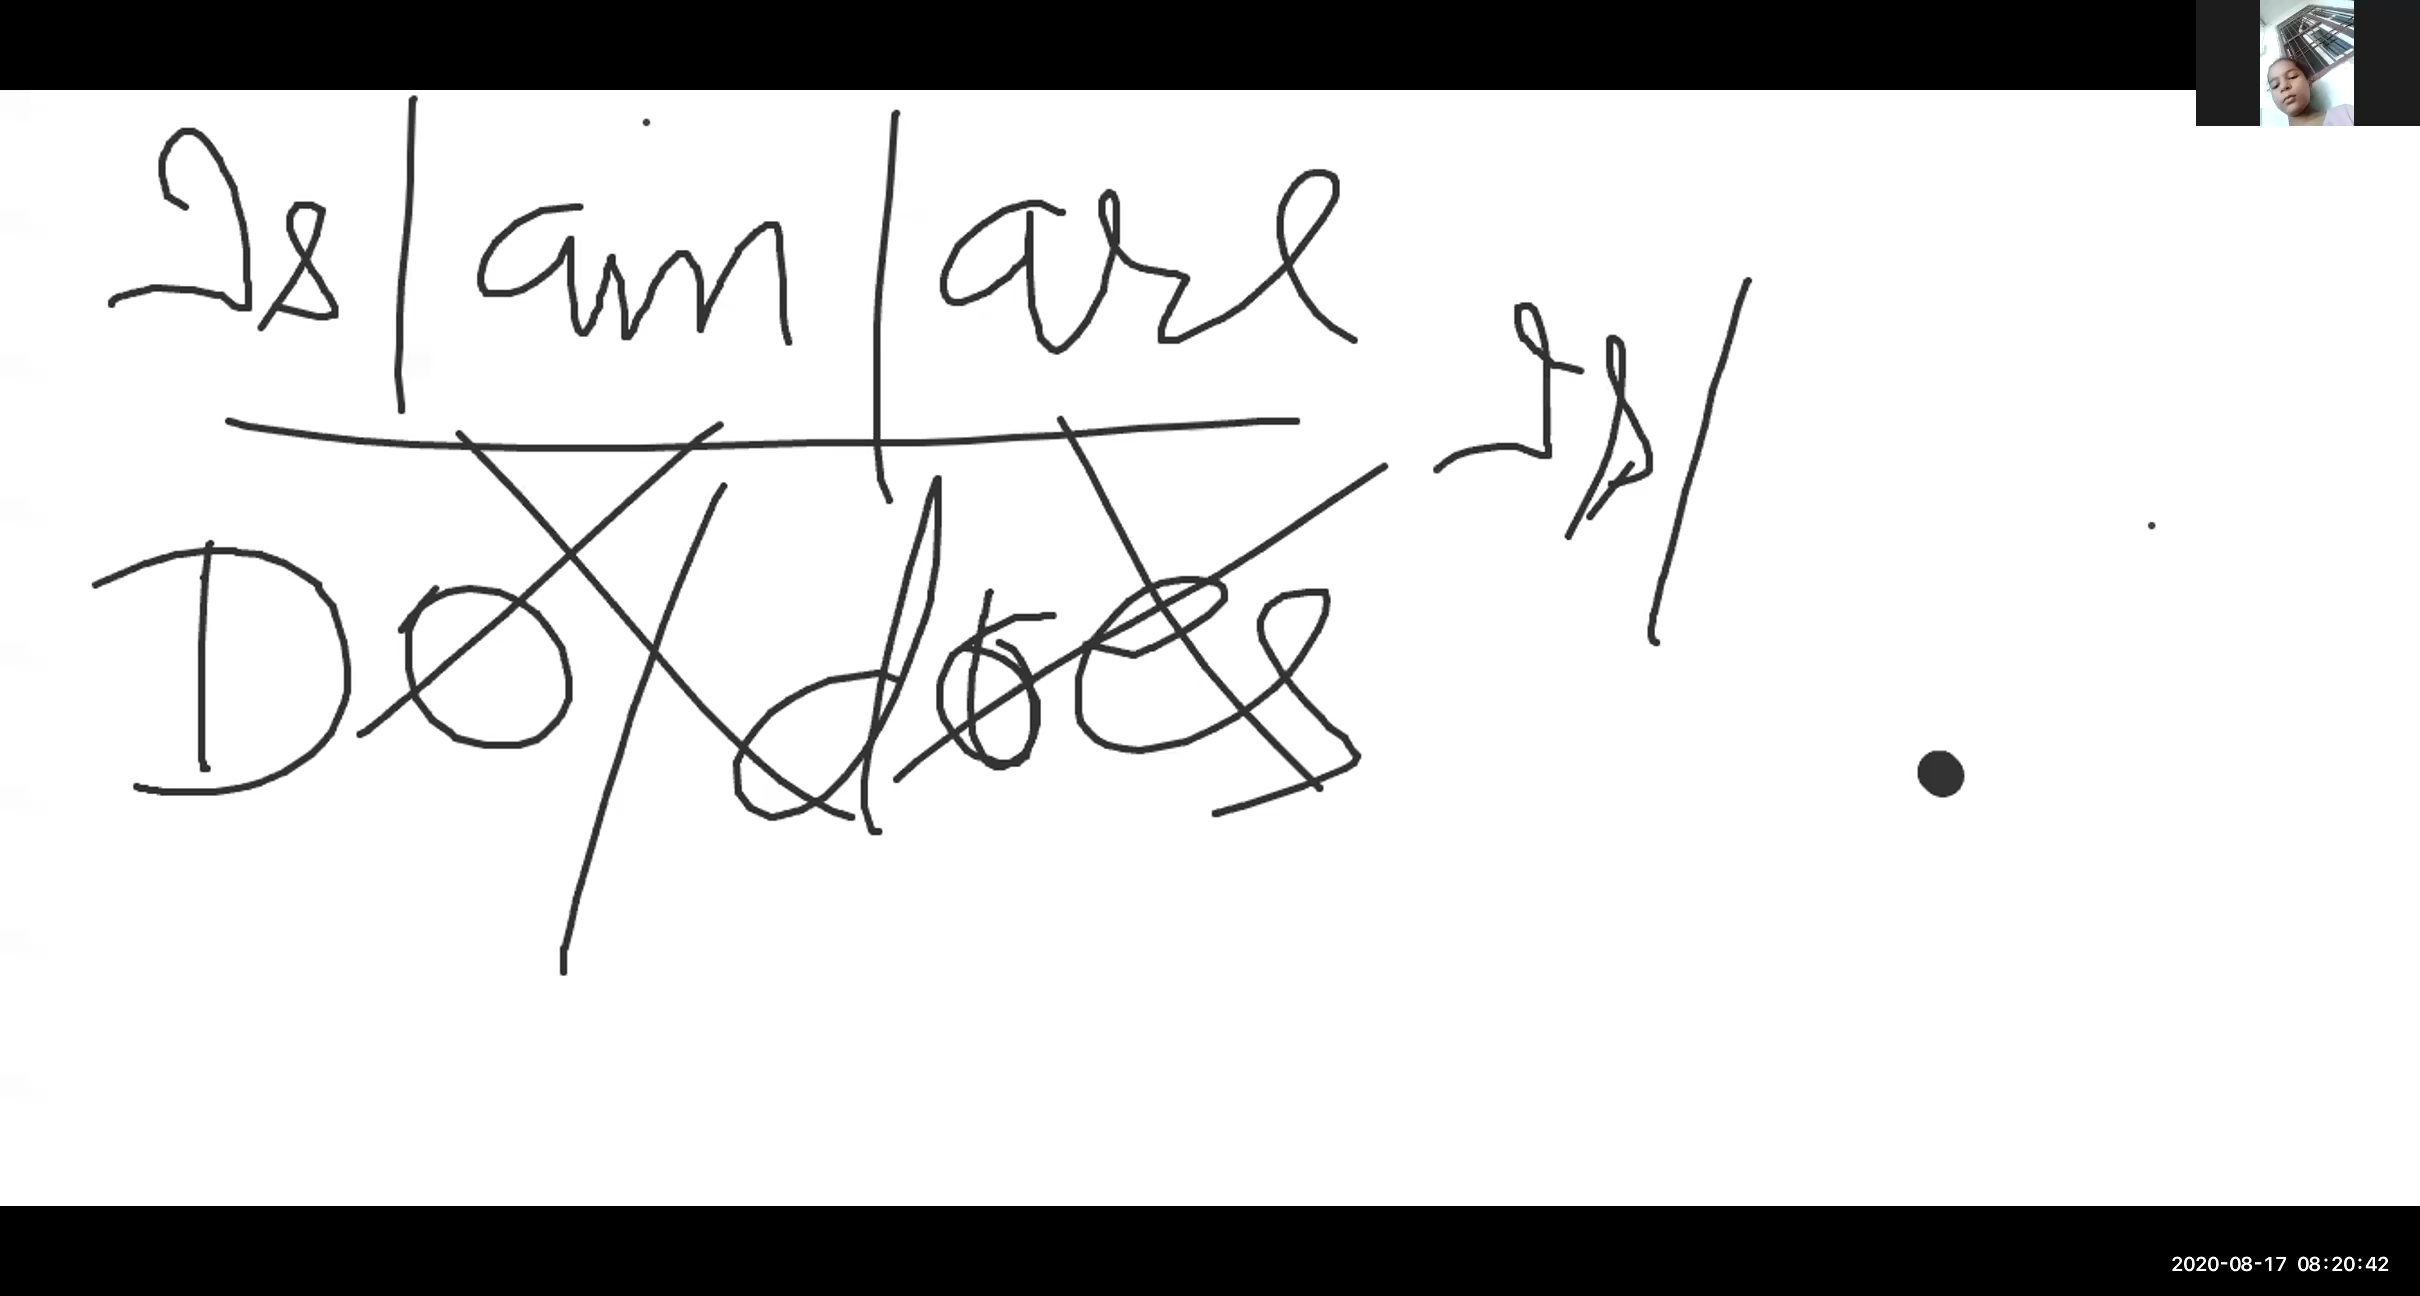 Is | am | are
Is /
Do / does
2020-08-17 08:20:42